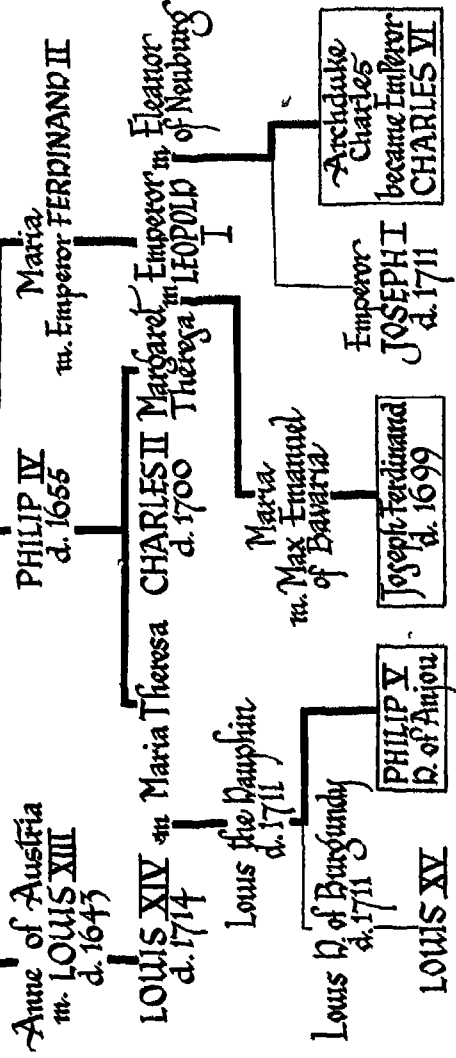 Anne of Austria
m. LOUIS XIII
d. 1643
PHILIP IV
d. 1655
Maria
m. Emperor FERDINAND II
LOUIS XIV
d. 1714
m
Maria Theresa
CHARLES II
d. 1700
Margaret
Theresa
m
Emperor
LEOPOLD
I
m
Eleanor
of Neuburg
Louis the Dauphin
d. 1711
Maria
m. Max Emanuel
of Bavaria
Louis D. of Burgundy
d. 1711
PHILIP V
D. of Anjou
Joseph Ferdinand
d. 1699
Emperor
JOSEPH I
d. 1711
Archduke
Charles
became Emperor
CHARLES VI
LOUIS XV